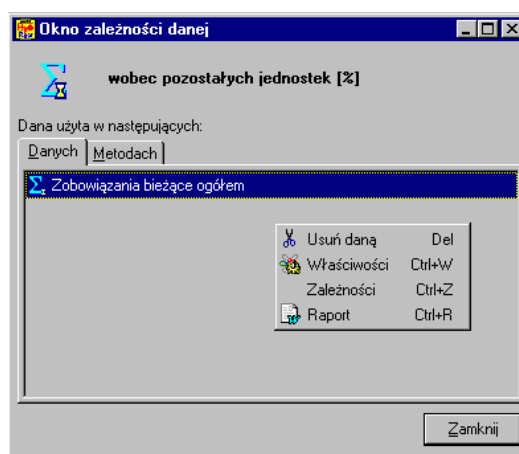 Okno zależności danej
wobec pozostałych jednostek [%]
Dana użyta w następujących:
Danych Metodach
Zobowiązania bieżące ogółem
Usuń daną Del
Właściwości Ctrl+W
Zależności Ctrl+Z
Raport Ctrl+R
Zamknij